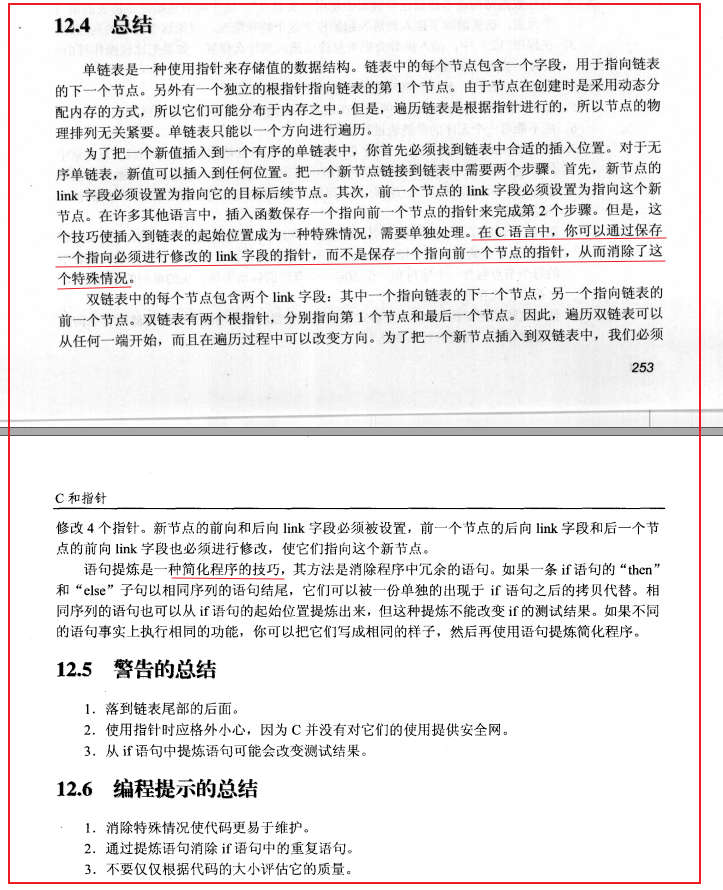 12.4 总结
单链表是一种使用指针来存储值的数据结构。链表中的每个节点包含一个字段，用于指向链表
的下一个节点。另外有一个独立的根指针指向链表的第 1 个节点。由于节点在创建时是采用动态分
配内存的方式，所以它们可能分布于内存之中。但是，遍历链表是根据指针进行的，所以节点的物
理排列无关紧要。单链表只能以一个方向进行遍历。
为了把一个新值插入到一个有序的单链表中，你首先必须找到链表中合适的插入位置。对于无
序单链表，新值可以插入到任何位置。把一个新节点链接到链表中需要两个步骤。首先，新节点的
link 字段必须设置为指向它的目标后续节点。其次，前一个节点的 link 字段必须设置为指向这个新
节点。在许多其他语言中，插入函数保存一个指向前一个节点的指针来完成第 2 个步骤。但是，这
个技巧使插入到链表的起始位置成为一种特殊情况，需要单独处理。在 C 语言中，你可以通过保存
一个指向必须进行修改的 link 字段的指针，而不是保存一个指向前一个节点的指针，从而消除了这
个特殊情况。
双链表中的每个节点包含两个 link 字段：其中一个指向链表的下一个节点，另一个指向链表的
前一个节点。双链表有两个根指针，分别指向第 1 个节点和最后一个节点。因此，遍历双链表可以
从任何一端开始，而且在遍历过程中可以改变方向。为了把一个新节点插入到双链表中，我们必须
253
C 和指针
修改 4 个指针。新节点的前向和后向 link 字段必须被设置，前一个节点的后向 link 字段和后一个节
点的前向 link 字段也必须进行修改，使它们指向这个新节点。
语句提炼是一种简化程序的技巧，其方法是消除程序中冗余的语句。如果一条 if 语句的“then”
和“else”子句以相同序列的语句结尾，它们可以被一份单独的出现于 if 语句之后的拷贝代替。相
同序列的语句也可以从 if 语句的起始位置提炼出来，但这种提炼不能改变 if 的测试结果。如果不同
的语句事实上执行相同的功能，你可以把它们写成相同的样子，然后再使用语句提炼简化程序。
12.5 警告的总结
1．落到链表尾部的后面。
2．使用指针时应格外小心，因为 C 并没有对它们的使用提供安全网。
3．从 if 语句中提炼语句可能会改变测试结果。
12.6 编程提示的总结
1．消除特殊情况使代码更易于维护。
2．通过提炼语句消除 if 语句中的重复语句。
3．不要仅仅根据代码的大小评估它的质量。